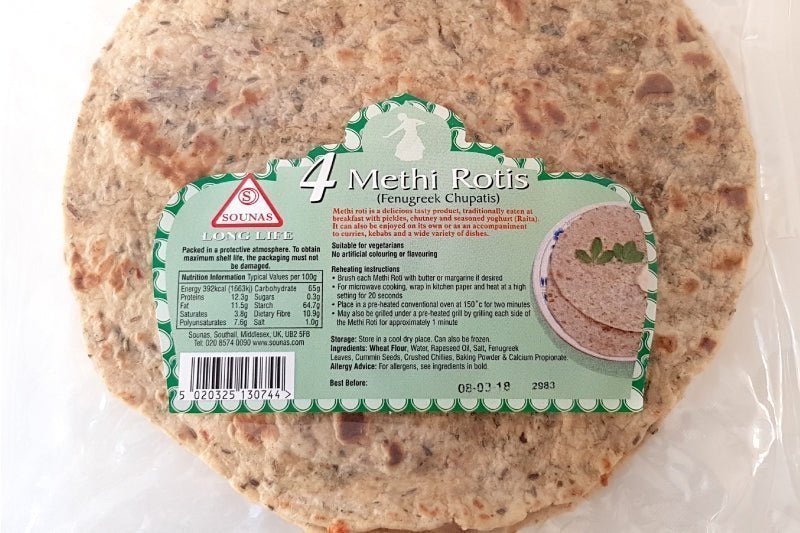 4 Methi Rotis
(Fenugreek Chupatis)
S
SOUNAS
LONG LIFE
Packed in a protective atmosphere. To obtain
maximum shelf life, the packaging must not
be damaged.
Nutrition Information Typical Values per 100g
Energy 392kcal (1663kj) Carbohydrate 65g
Proteins 12.3g Sugars 0.3g
Fat 11.5g Starch 64.7g
Saturates 3.8g Dietary Fibre 10.9g
Polyunsaturates 7.6g Salt 1.0g
Sounas, Southall, Middlesex, UK, UB2 5FB
Tel: 020 8574 0090 www.sounas.com
5 020325 130744 >
Methi roti is a delicious tasty product, traditionally eaten at
breakfast with pickles, chutney and seasoned yoghurt (Raita).
It can also be enjoyed on its own or as an accompaniment
to curries, kebabs and a wide variety of dishes.
Suitable for vegetarians
No artificial colouring or flavouring
Reheating Instructions
• Brush each Methi Roti with butter or margarine if desired
• For microwave cooking, wrap in kitchen paper and heat at a high
setting for 20 seconds
• Place in a pre-heated conventional oven at 150˚c for two minutes
• May also be grilled under a pre-heated grill by grilling each side of
the Methi Roti for approximately 1 minute
Storage: Store in a cool dry place. Can also be frozen.
Ingredients: Wheat Flour, Water, Rapeseed Oil, Salt, Fenugreek
Leaves, Cummin Seeds, Crushed Chillies, Baking Powder & Calcium Propionate.
Allergy Advice: For allergens, see ingredients in bold.
Best Before: 08-03 18 2983